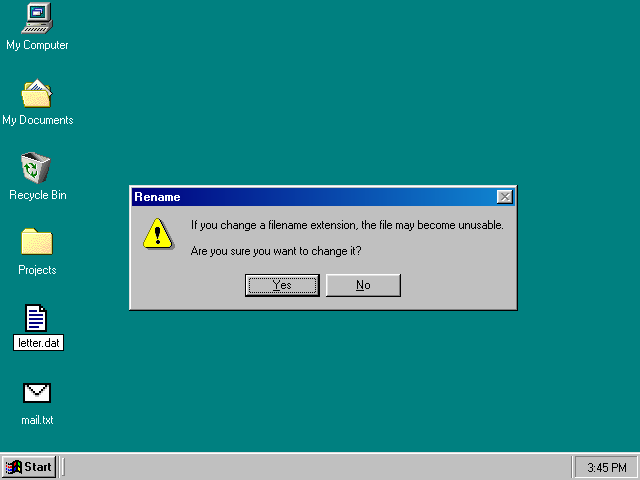 My Computer
My Documents
Recycle Bin
Projects
letter.dat
mail.txt
Rename
If you change a filename extension, the file may become unusable.
Are you sure you want to change it?
Yes
No
Start
3:45 PM